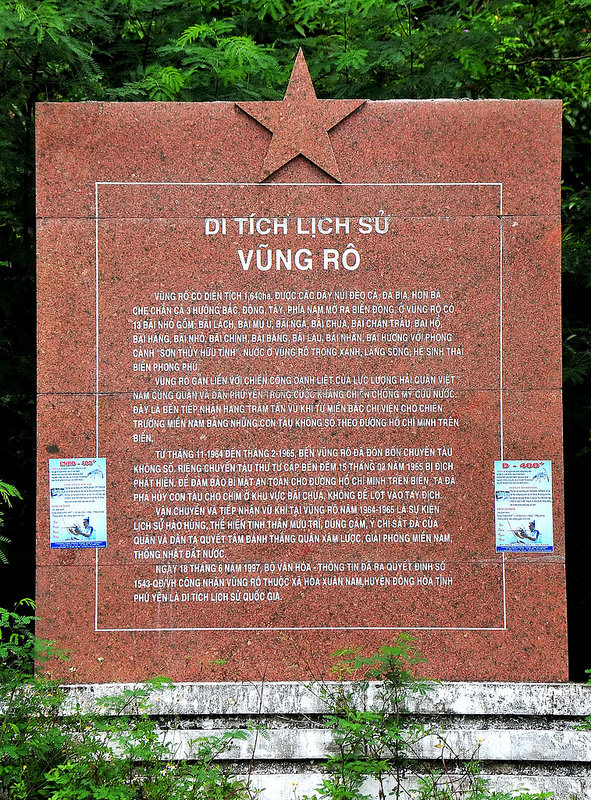 DI TÍCH LỊCH SỬ
VŨNG RÔ
VŨNG RÔ CÓ DIỆN TÍCH 1.640ha, ĐƯỢC CÁC DÃY NÚI ĐÈO CẢ, ĐÁ BIA, HÒN BÀ
CHE CHẮN CẢ 3 HƯỚNG BẮC, ĐÔNG, TÂY, PHÍA NAM MỞ RA BIỂN ĐÔNG. Ở VŨNG RÔ CÓ
13 BÃI NHỎ GỒM: BÃI LÁCH, BÃI MÙ U, BÃI NGÀ, BÃI CHÙA, BÃI CHÂN TRÂU, BÃI HỒ,
BÃI HÀNG, BÃI NHỎ, BÃI CHÍNH, BÃI BÀNG, BÃI LAU, BÃI NHÃN, BÃI HƯƠNG VỚI PHONG
CẢNH "SƠN THỦY HỮU TÌNH". NƯỚC Ở VŨNG RÔ TRONG XANH, LẶNG SÓNG, HỆ SINH THÁI
BIỂN PHONG PHÚ.
VŨNG RÔ GẮN LIỀN VỚI CHIẾN CÔNG OANH LIỆT CỦA LỰC LƯỢNG HẢI QUÂN VIỆT
NAM CÙNG QUÂN VÀ DÂN PHÚ YÊN TRONG CUỘC KHÁNG CHIẾN CHỐNG MỸ CỨU NƯỚC.
ĐÂY LÀ BẾN TIẾP NHẬN HÀNG TRĂM TẤN VŨ KHÍ TỪ MIỀN BẮC CHI VIỆN CHO CHIẾN
TRƯỜNG MIỀN NAM BẰNG NHỮNG CON TÀU KHÔNG SỐ THEO ĐƯỜNG HỒ CHÍ MINH TRÊN
BIỂN.
TỪ THÁNG 11-1964 ĐẾN THÁNG 2-1965, BẾN VŨNG RÔ ĐÃ ĐÓN BỐN CHUYẾN TÀU
KHÔNG SỐ. RIÊNG CHUYẾN TÀU THỨ TƯ CẬP BẾN ĐÊM 15 THÁNG 02 NĂM 1965 BỊ ĐỊCH
PHÁT HIỆN. ĐỂ ĐẢM BẢO BÍ MẬT AN TOÀN CHO ĐƯỜNG HỒ CHÍ MINH TRÊN BIỂN, TA ĐÃ
PHÁ HỦY CON TÀU CHO CHÌM Ở KHU VỰC BÃI CHÙA, KHÔNG ĐỂ LỌT VÀO TAY ĐỊCH.
VẬN CHUYỂN VÀ TIẾP NHẬN VŨ KHÍ TẠI VŨNG RÔ NĂM 1964-1965 LÀ SỰ KIỆN
LỊCH SỬ HÀO HÙNG, THỂ HIỆN TINH THẦN MƯU TRÍ, DŨNG CẢM, Ý CHÍ SẮT ĐÁ CỦA
QUÂN VÀ DÂN TA QUYẾT TÂM ĐÁNH THẮNG QUÂN XÂM LƯỢC, GIẢI PHÓNG MIỀN NAM,
THỐNG NHẤT ĐẤT NƯỚC.
NGÀY 18 THÁNG 6 NĂM 1997, BỘ VĂN HÓA - THÔNG TIN ĐÃ RA QUYẾT ĐỊNH SỐ
1543-QĐ/VH CÔNG NHẬN VŨNG RÔ THUỘC XÃ HÒA XUÂN NAM,HUYỆN ĐÔNG HÒA TỈNH
PHÚ YÊN LÀ DI TÍCH LỊCH SỬ QUỐC GIA.